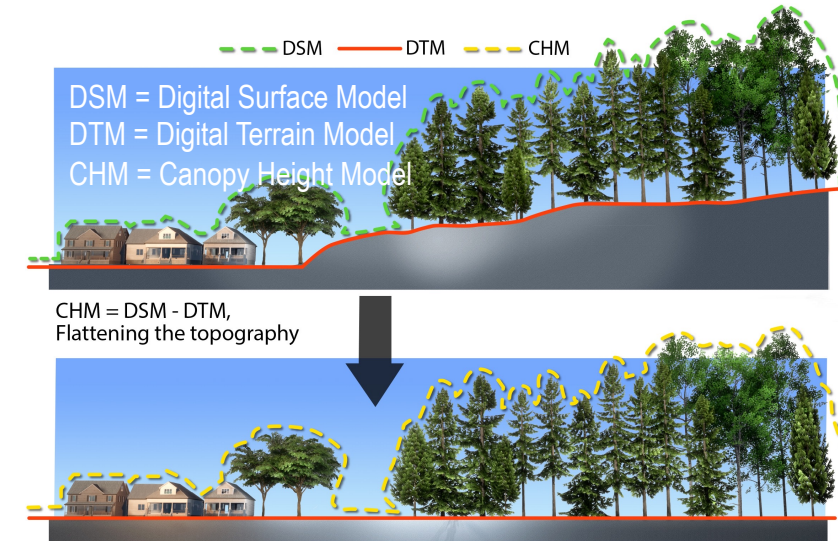 DSM DTM CHM
DSM = Digital Surface Model
DTM = Digital Terrain Model
CHM = Canopy Height Model
CHM = DSM - DTM,
Flattening the topography